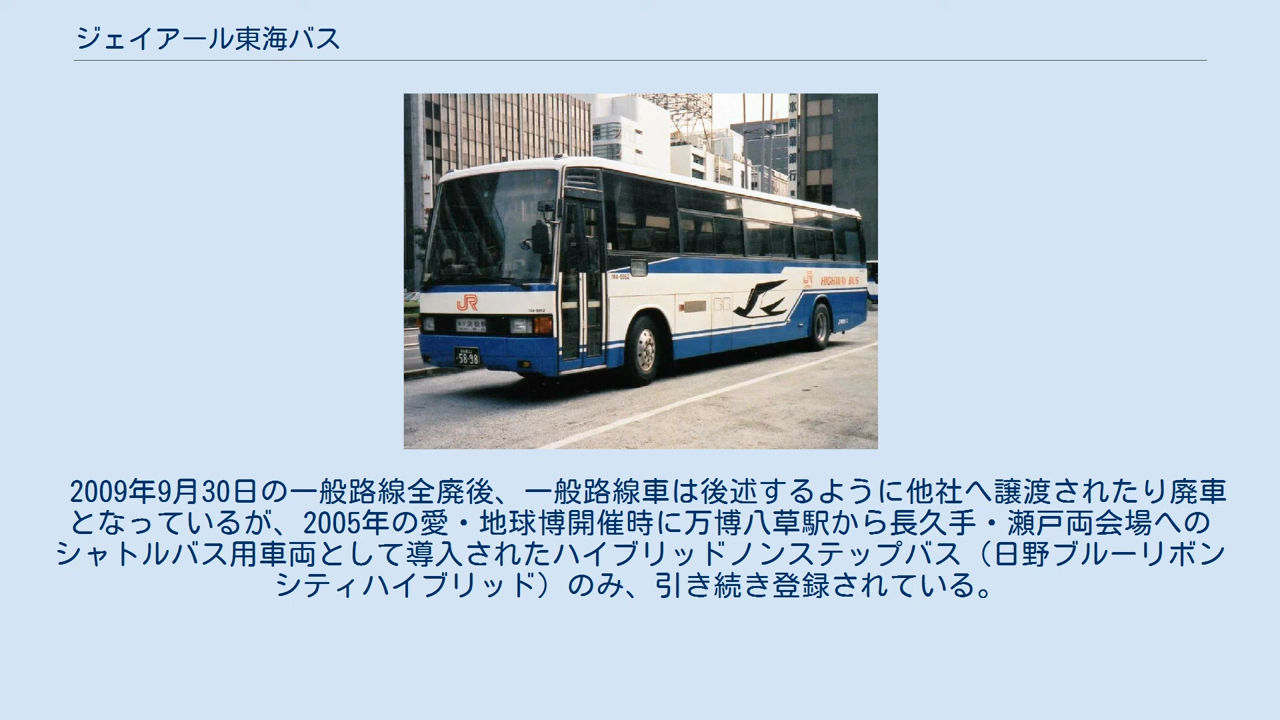 ジェイアール東海バス
JR
HIGHWAY BUS
JR
58-98
2009年9月30日の一般路線全廃後、一般路線車は後述するように他社へ譲渡されたり廃車
となっているが、2005年の愛・地球博開催時に万博八草駅から長久手・瀬戸両会場への
シャトルバス用車両として導入されたハイブリッドノンステップバス（日野ブルーリボン
シティハイブリッド）のみ、引き続き登録されている。